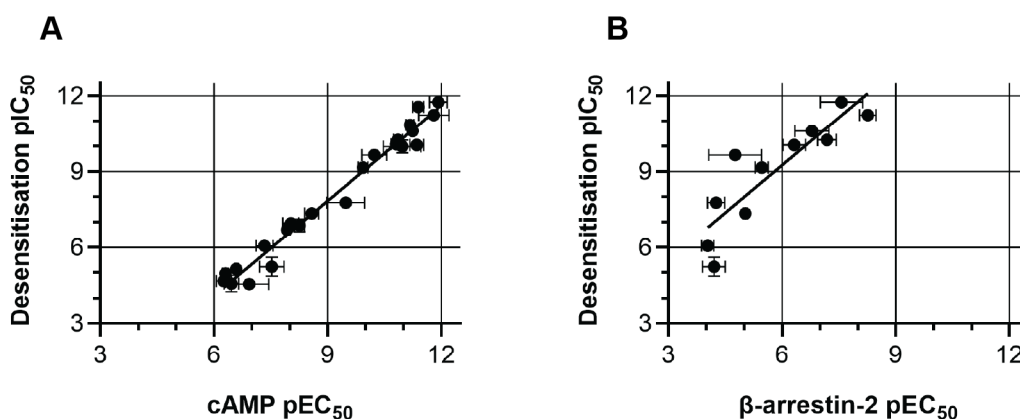 A
Desensitisation pIC₅₀
12
9
6
3
3
6
9
12
cAMP pEC₅₀
B
Desensitisation pIC₅₀
12
9
6
3
3
6
9
12
β-arrestin-2 pEC₅₀